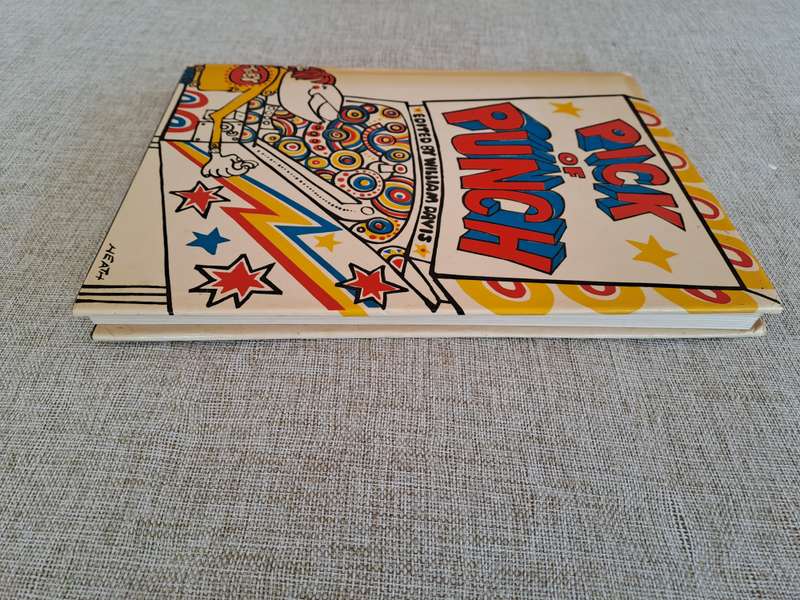 PICK
OF
PUNCH
EDITED BY WILLIAM DAVIS
HEATH